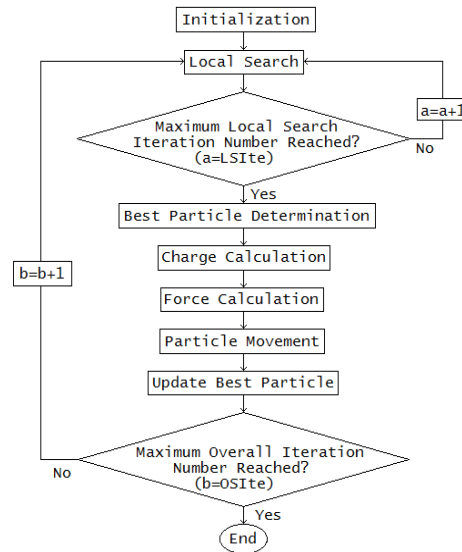 Initialization
Local Search
a=a+1
Maximum Local Search
Iteration Number Reached?
(a=LSIte)
No
Yes
Best Particle Determination
Charge Calculation
b=b+1
Force Calculation
Particle Movement
Update Best Particle
Maximum Overall Iteration
Number Reached?
(b=OSIte)
No
Yes
End